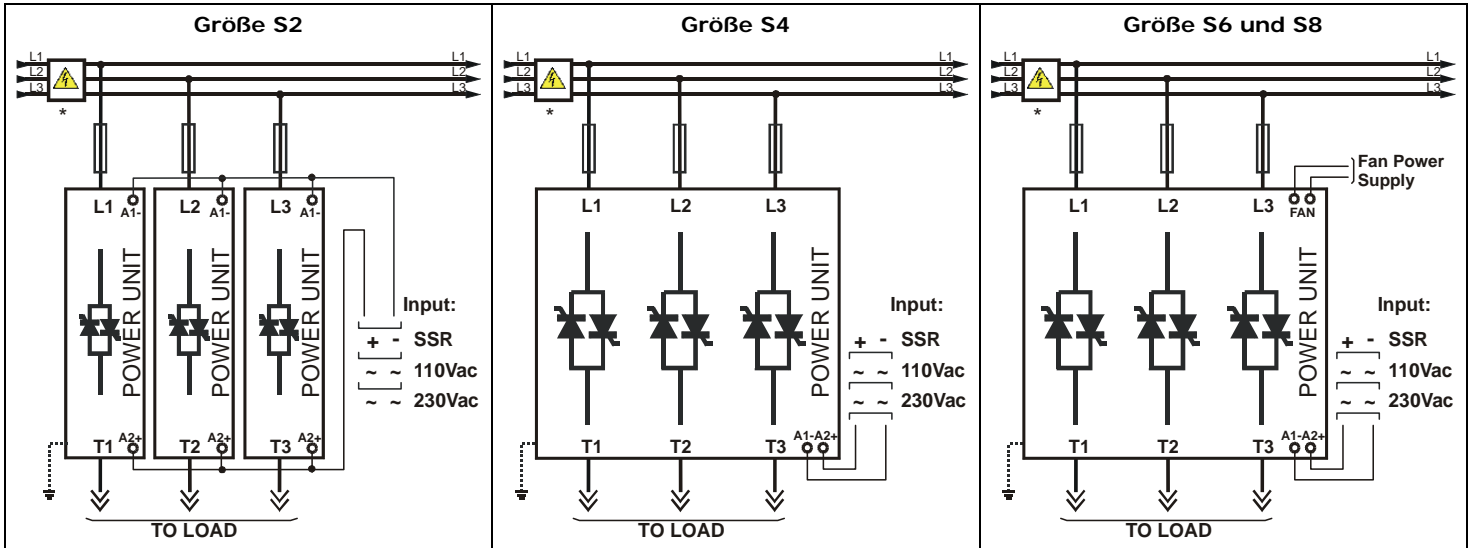 Größe S2
L1 L1
L2 L2
L3 L3
*
L1 A1- L2 A1- L3 A1-
POWER UNIT POWER UNIT POWER UNIT
Input:
+ - SSR
~ ~ 110Vac
~ ~ 230Vac
T1 A2+ T2 A2+ T3 A2+
TO LOAD
Größe S4
L1 L1
L2 L2
L3 L3
*
L1 L2 L3
POWER UNIT
Input:
+ - SSR
~ ~ 110Vac
~ ~ 230Vac
T1 T2 T3 A1- A2+
TO LOAD
Größe S6 und S8
L1 L1
L2 L2
L3 L3
*
Fan Power
Supply
L1 L2 L3 FAN
POWER UNIT
Input:
+ - SSR
~ ~ 110Vac
~ ~ 230Vac
T1 T2 T3 A1- A2+
TO LOAD